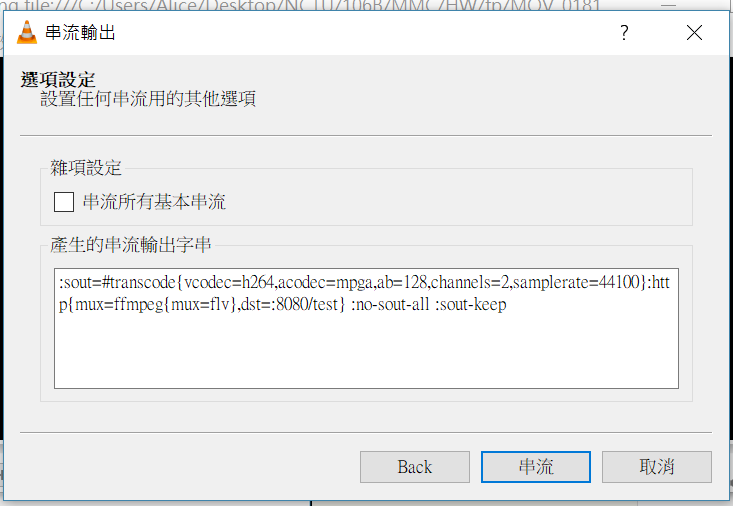 ng file:///C:/Users/Alice/Desktop/NCTU/106B/MMC/HW/fp/MOV_0181
串流輸出
?
選項設定
設置任何串流用的其他選項
雜項設定
串流所有基本串流
產生的串流輸出字串
:sout=#transcode{vcodec=h264,acodec=mpga,ab=128,channels=2,samplerate=44100}:htt
p{mux=ffmpeg{mux=flv},dst=:8080/test} :no-sout-all :sout-keep
Back
串流
取消